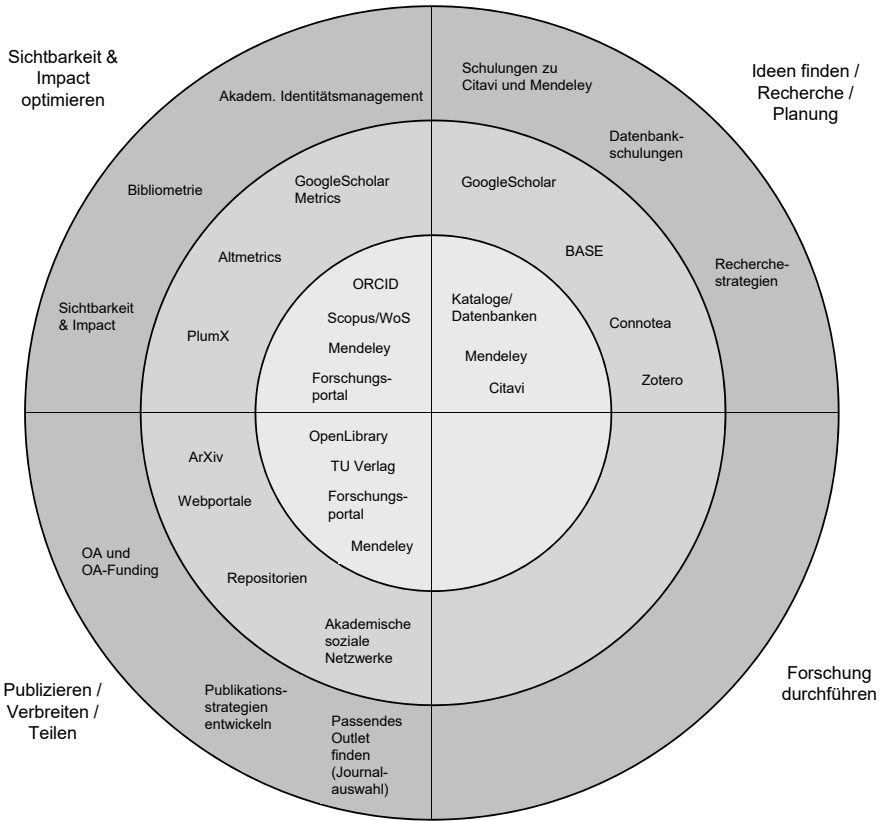 Sichtbarkeit &
Impact
optimieren
Akadem. Identitätsmanagement
Bibliometrie
Sichtbarkeit
& Impact
GoogleScholar
Metrics
Altmetrics
PlumX
ORCID
Scopus/WoS
Mendeley
Forschungs-
portal
Ideen finden /
Recherche /
Planung
Schulungen zu
Citavi und Mendeley
Datenbank-
schulungen
Recherche-
strategien
GoogleScholar
BASE
Connotea
Zotero
Kataloge/
Datenbanken
Mendeley
Citavi
Publizieren /
Verbreiten /
Teilen
OA und
OA-Funding
Publikations-
strategien
entwickeln
Passendes
Outlet
finden
(Journal-
auswahl)
ArXiv
Webportale
Repositorien
Akademische
soziale
Netzwerke
OpenLibrary
TU Verlag
Forschungs-
portal
Mendeley
Forschung
durchführen